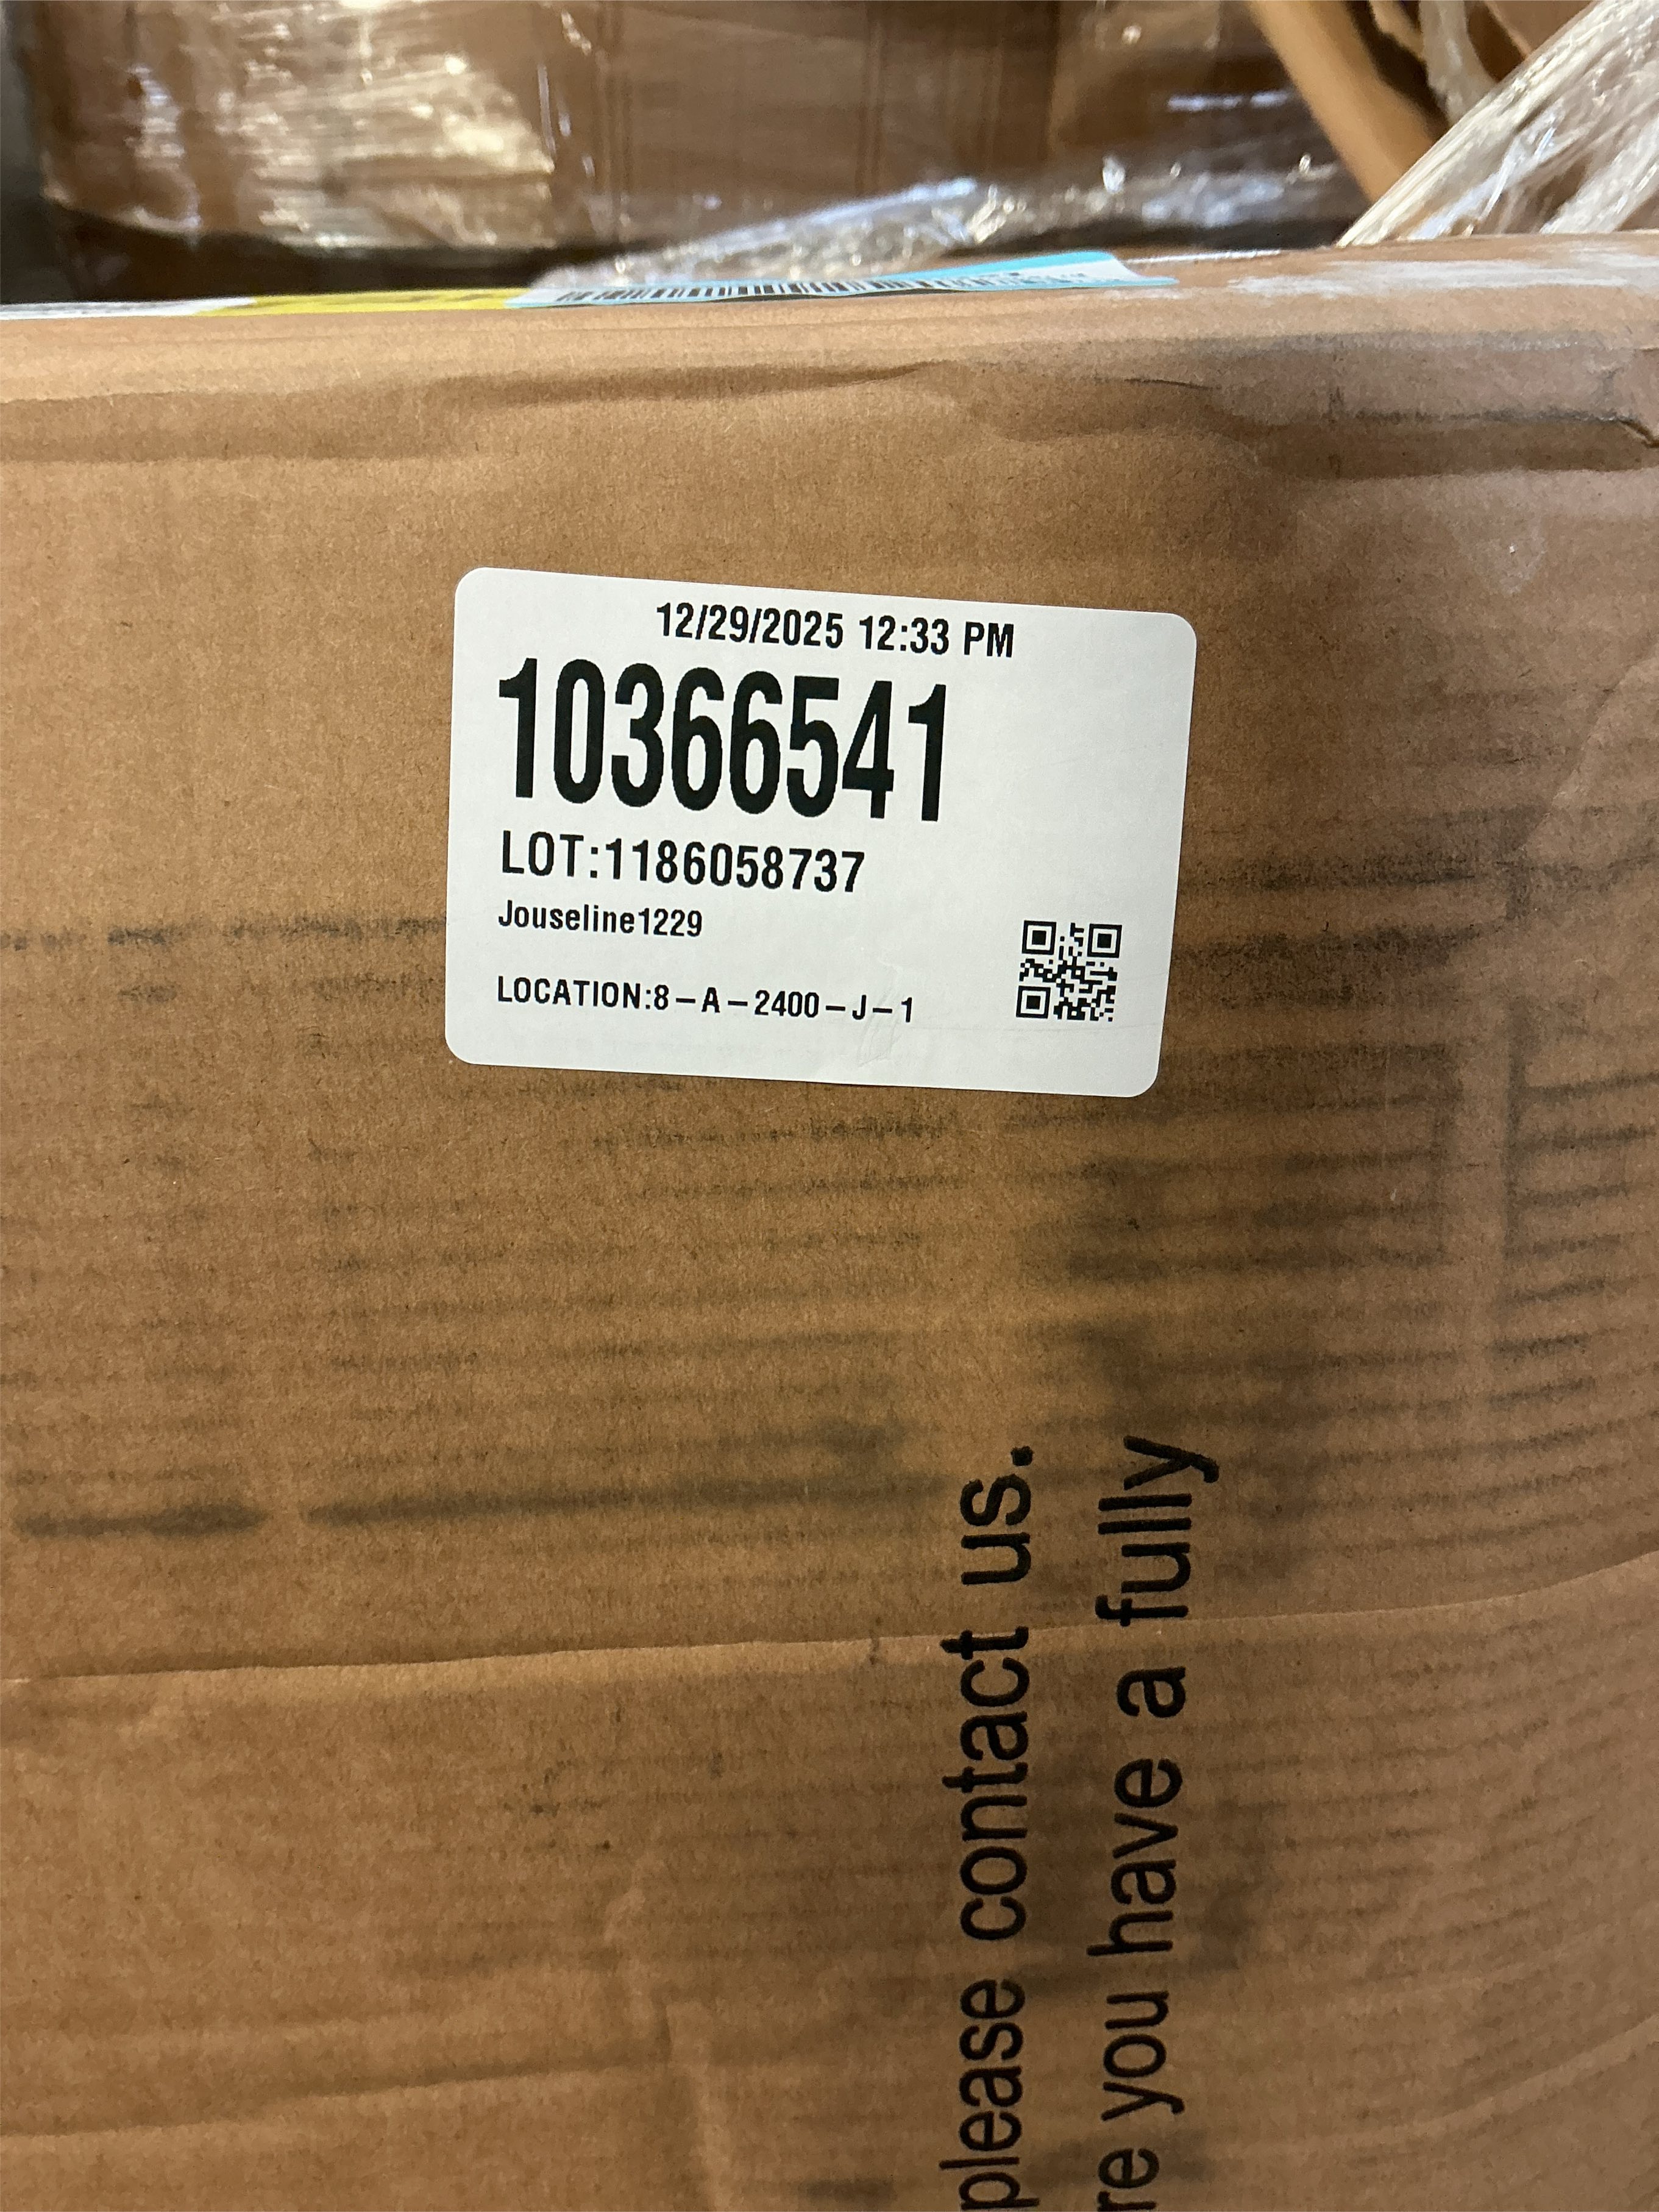 12/29/2025 12:33 PM
10366541
LOT:1186058737
Jouseline1229
LOCATION:8-A-2400-J-1
please contact us.
re you have a fully